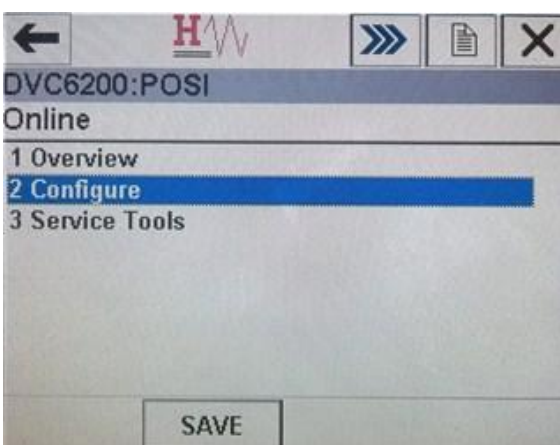 H
DVC6200:POSI
Online
1 Overview
2 Configure
3 Service Tools
SAVE